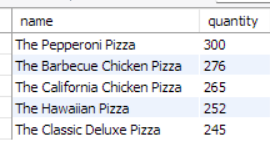 name quantity
The Pepperoni Pizza 300
The Barbecue Chicken Pizza 276
The California Chicken Pizza 265
The Hawaiian Pizza 252
The Classic Deluxe Pizza 245